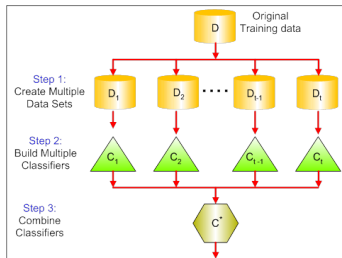 D
Original
Training data
Step 1:
Create Multiple
Data Sets
D1
D2
....
Dt-1
Dt
Step 2:
Build Multiple
Classifiers
C1
C2
Ct-1
Ct
Step 3:
Combine
Classifiers
C*